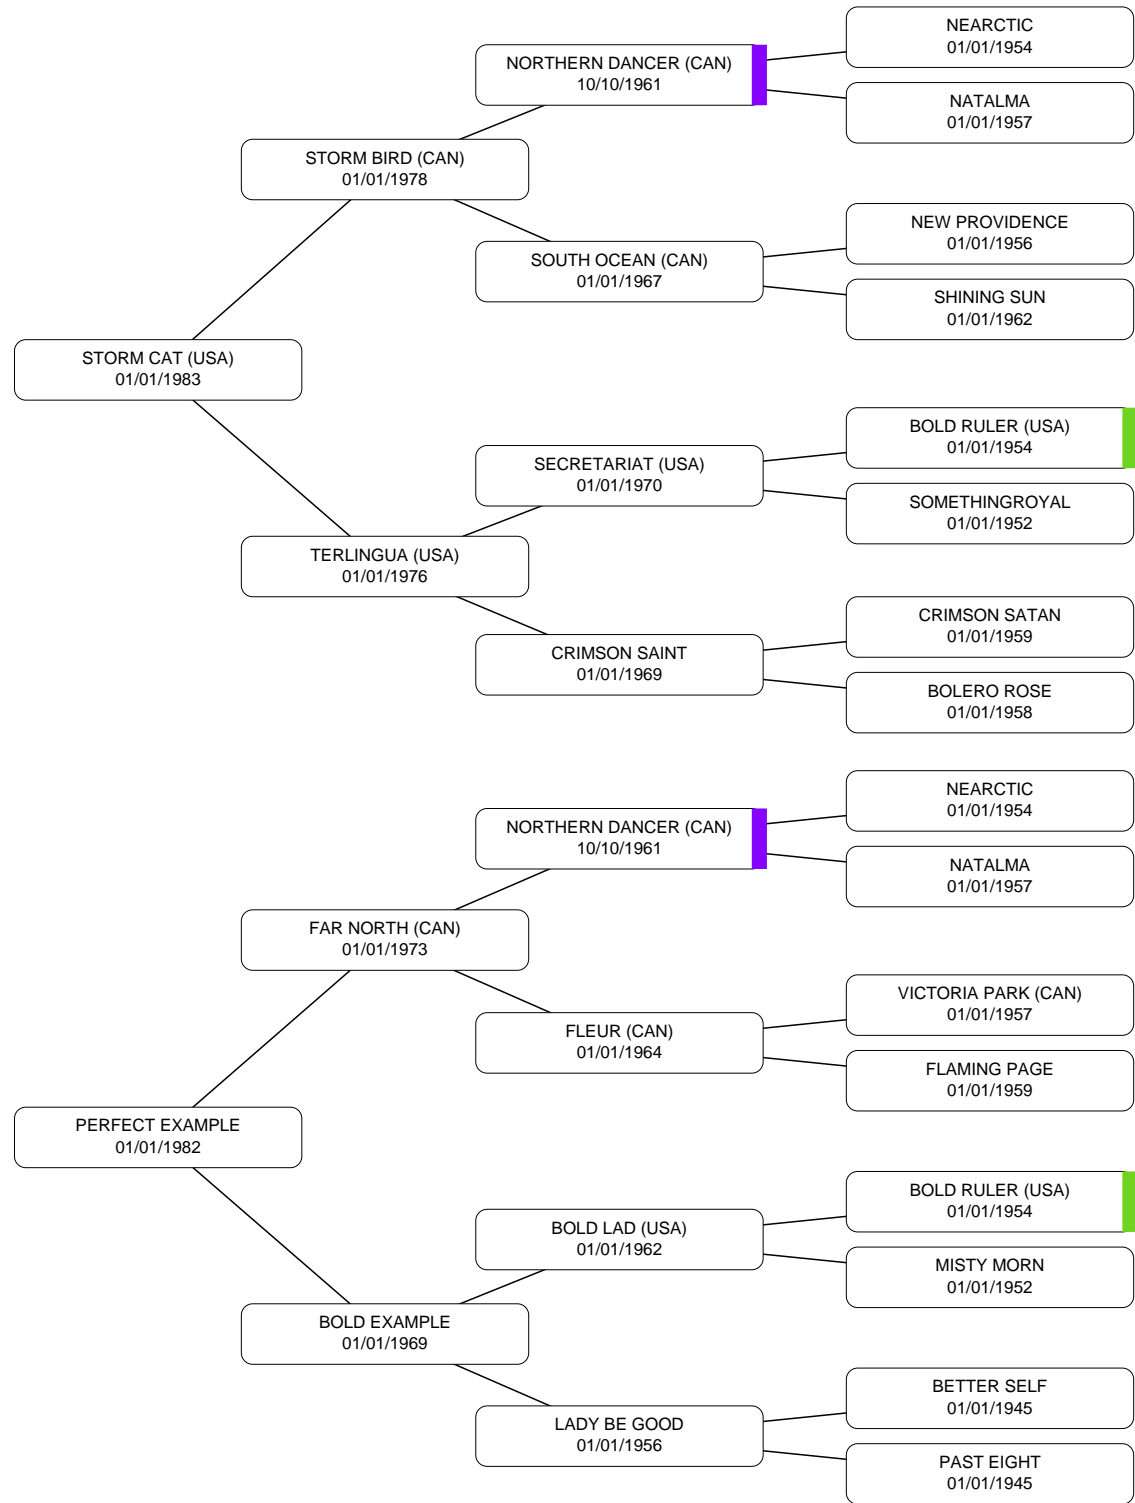 NEARCTIC
01/01/1954
NORTHERN DANCER (CAN)
10/10/1961
NATALMA
01/01/1957
STORM BIRD (CAN)
01/01/1978
NEW PROVIDENCE
01/01/1956
SOUTH OCEAN (CAN)
01/01/1967
SHINING SUN
01/01/1962
STORM CAT (USA)
01/01/1983
BOLD RULER (USA)
01/01/1954
SECRETARIAT (USA)
01/01/1970
SOMETHINGROYAL
01/01/1952
TERLINGUA (USA)
01/01/1976
CRIMSON SATAN
01/01/1959
CRIMSON SAINT
01/01/1969
BOLERO ROSE
01/01/1958
NEARCTIC
01/01/1954
NORTHERN DANCER (CAN)
10/10/1961
NATALMA
01/01/1957
FAR NORTH (CAN)
01/01/1973
VICTORIA PARK (CAN)
01/01/1957
FLEUR (CAN)
01/01/1964
FLAMING PAGE
01/01/1959
PERFECT EXAMPLE
01/01/1982
BOLD RULER (USA)
01/01/1954
BOLD LAD (USA)
01/01/1962
MISTY MORN
01/01/1952
BOLD EXAMPLE
01/01/1969
BETTER SELF
01/01/1945
LADY BE GOOD
01/01/1956
PAST EIGHT
01/01/1945